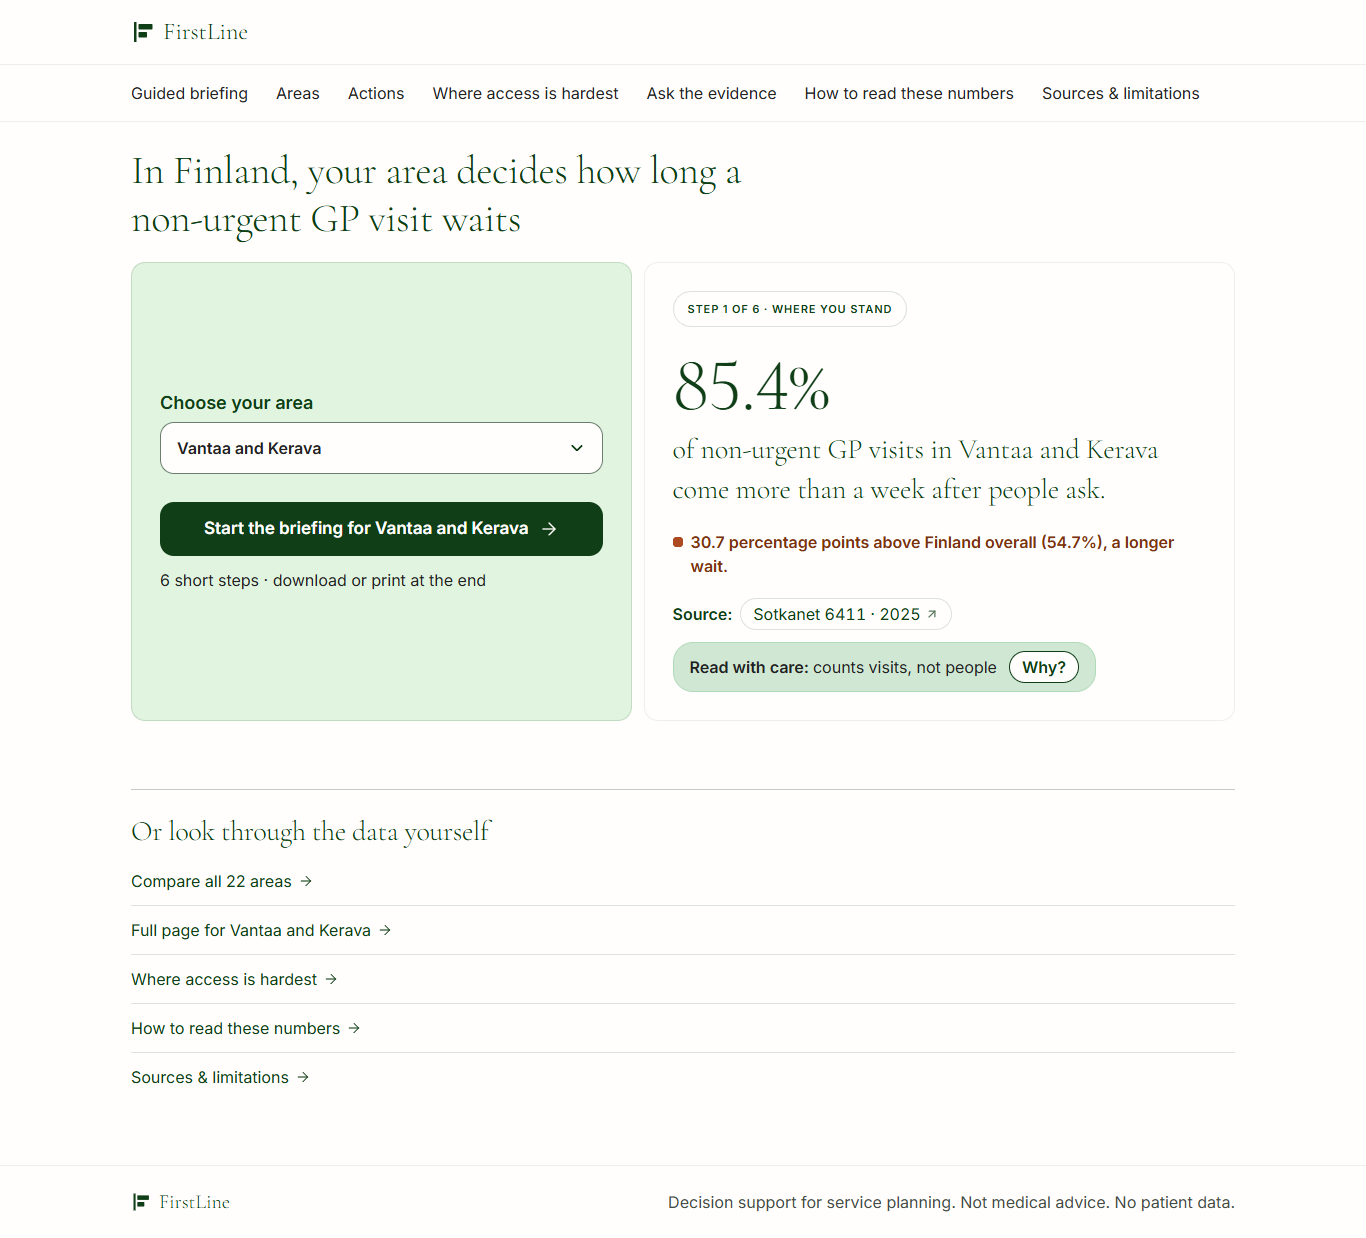 FirstLine
Guided briefing
Areas
Actions
Where access is hardest
Ask the evidence
How to read these numbers
Sources & limitations
In Finland, your area decides how long a
non-urgent GP visit waits
Choose your area
Vantaa and Kerava
Start the briefing for Vantaa and Kerava →
6 short steps · download or print at the end
STEP 1 OF 6 · WHERE YOU STAND
85.4%
of non-urgent GP visits in Vantaa and Kerava
come more than a week after people ask.
30.7 percentage points above Finland overall (54.7%), a longer
wait.
Source: Sotkanet 6411 · 2025 ↗
Read with care: counts visits, not people Why?
Or look through the data yourself
Compare all 22 areas →
Full page for Vantaa and Kerava →
Where access is hardest →
How to read these numbers →
Sources & limitations →
FirstLine
Decision support for service planning. Not medical advice. No patient data.